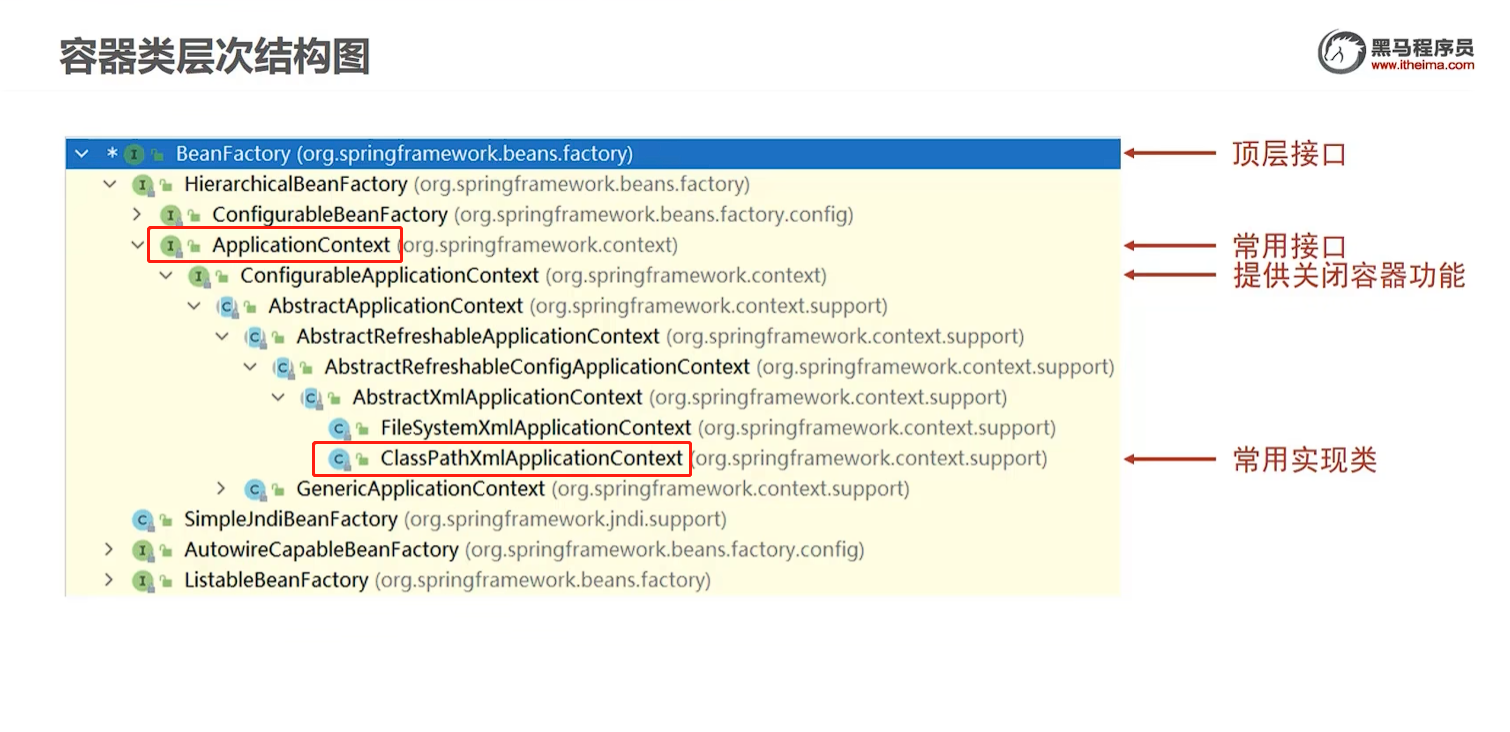 容器类层次结构图
黑马程序员
www.itheima.com
* I BeanFactory (org.springframework.beans.factory)
顶层接口
I HierarchicalBeanFactory (org.springframework.beans.factory)
I ConfigurableBeanFactory (org.springframework.beans.factory.config)
I ApplicationContext (org.springframework.context)
常用接口
I ConfigurableApplicationContext (org.springframework.context)
提供关闭容器功能
C AbstractApplicationContext (org.springframework.context.support)
C AbstractRefreshableApplicationContext (org.springframework.context.support)
C AbstractRefreshableConfigApplicationContext (org.springframework.context.support)
C AbstractXmlApplicationContext (org.springframework.context.support)
C FileSystemXmlApplicationContext (org.springframework.context.support)
C ClassPathXmlApplicationContext (org.springframework.context.support)
常用实现类
C GenericApplicationContext (org.springframework.context.support)
C SimpleJndiBeanFactory (org.springframework.jndi.support)
I AutowireCapableBeanFactory (org.springframework.beans.factory.config)
I ListableBeanFactory (org.springframework.beans.factory)